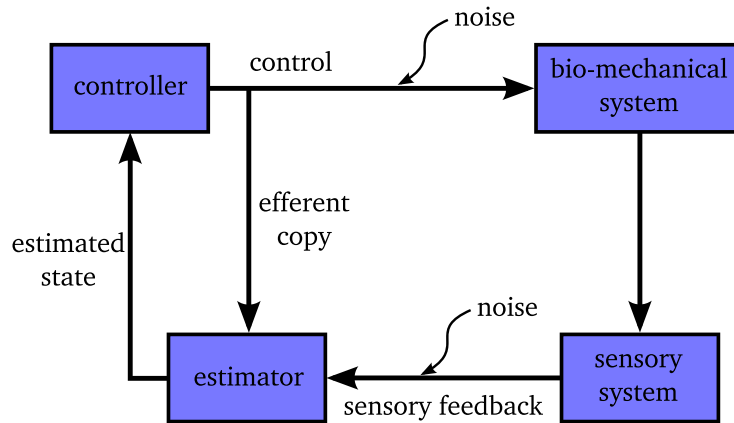 noise
control
controller
bio-mechanical
system
efferent
copy
estimated
state
noise
estimator
sensory
system
sensory feedback